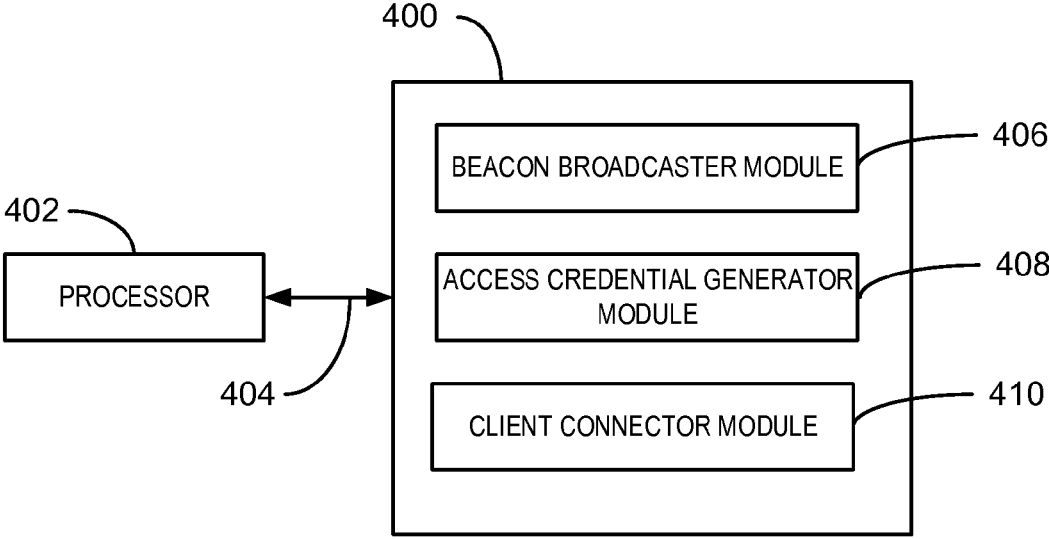 400
BEACON BROADCASTER MODULE
406
402
PROCESSOR
ACCESS CREDENTIAL GENERATOR
MODULE
408
404
CLIENT CONNECTOR MODULE
410